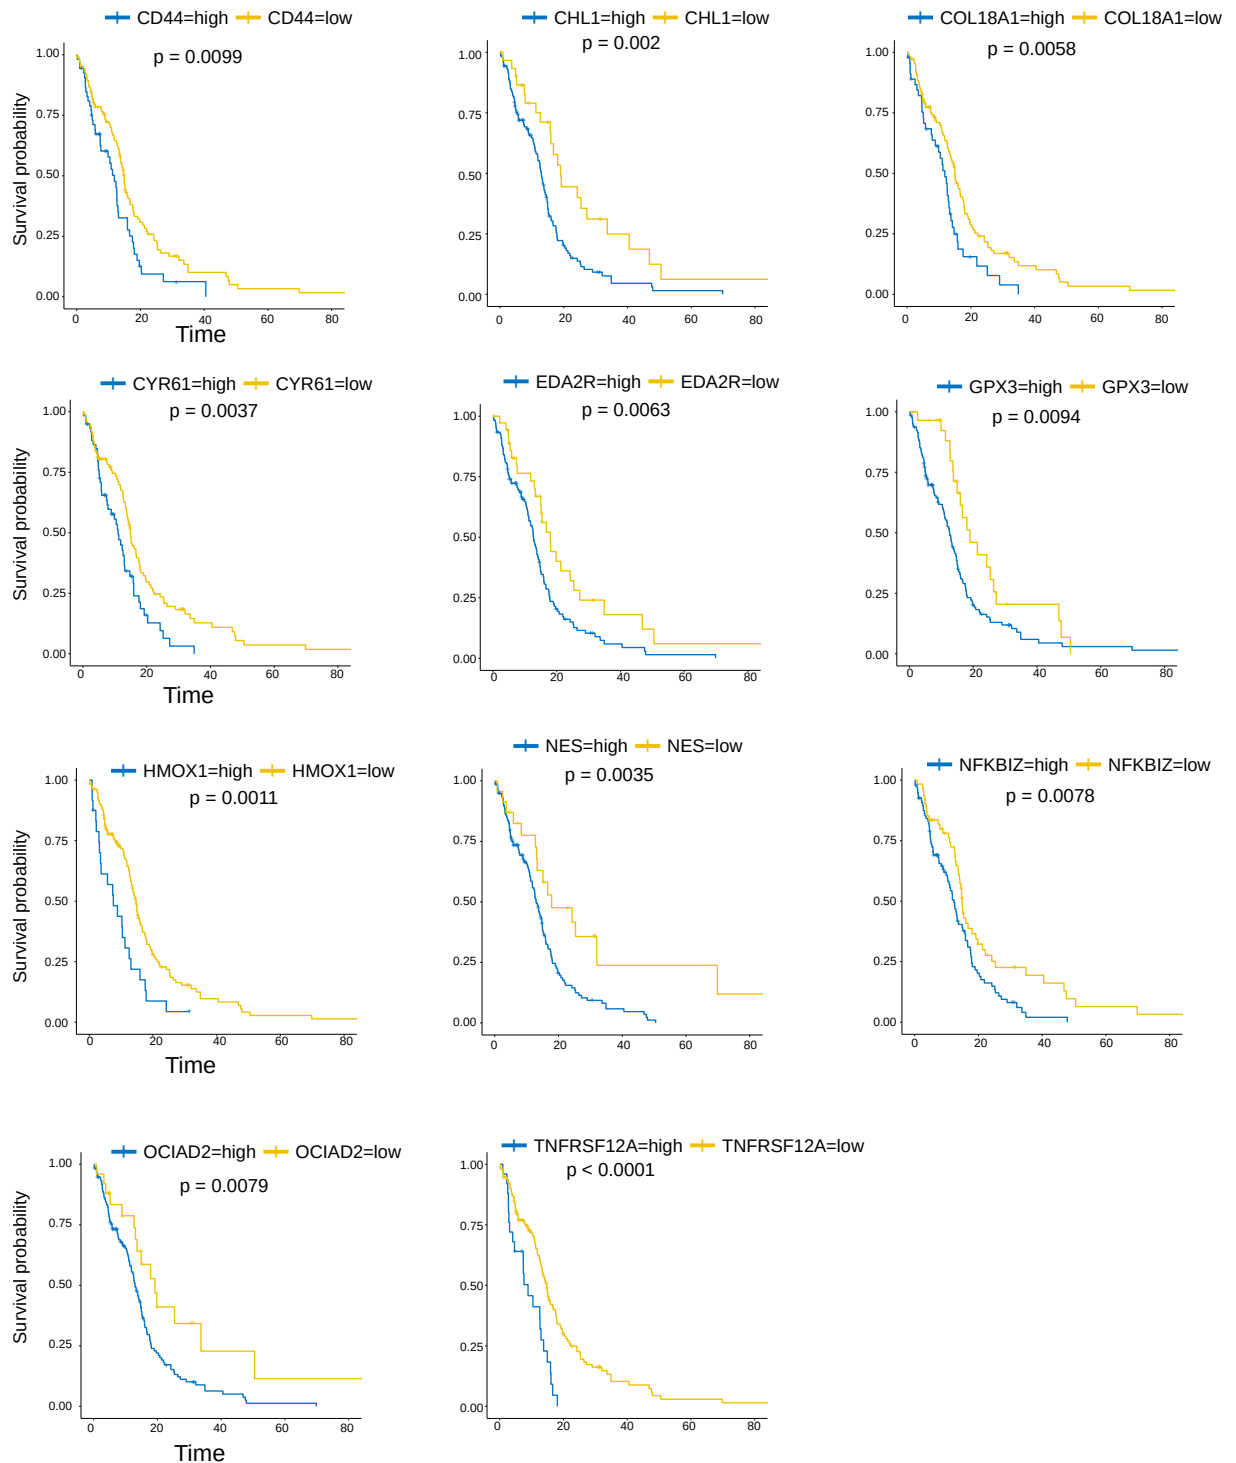 CD44=high CD44=low
p = 0.0099
Survival probability
1.00
0.75
0.50
0.25
0.00
0 20 40 60 80
Time
CHL1=high CHL1=low
p = 0.002
1.00
0.75
0.50
0.25
0.00
0 20 40 60 80
COL18A1=high COL18A1=low
p = 0.0058
1.00
0.75
0.50
0.25
0.00
0 20 40 60 80
CYR61=high CYR61=low
p = 0.0037
Survival probability
1.00
0.75
0.50
0.25
0.00
0 20 40 60 80
Time
EDA2R=high EDA2R=low
p = 0.0063
1.00
0.75
0.50
0.25
0.00
0 20 40 60 80
GPX3=high GPX3=low
p = 0.0094
1.00
0.75
0.50
0.25
0.00
0 20 40 60 80
HMOX1=high HMOX1=low
p = 0.0011
Survival probability
1.00
0.75
0.50
0.25
0.00
0 20 40 60 80
Time
NES=high NES=low
p = 0.0035
1.00
0.75
0.50
0.25
0.00
0 20 40 60 80
NFKBIZ=high NFKBIZ=low
p = 0.0078
1.00
0.75
0.50
0.25
0.00
0 20 40 60 80
OCIAD2=high OCIAD2=low
p = 0.0079
Survival probability
1.00
0.75
0.50
0.25
0.00
0 20 40 60 80
Time
TNFRSF12A=high TNFRSF12A=low
p < 0.0001
1.00
0.75
0.50
0.25
0.00
0 20 40 60 80